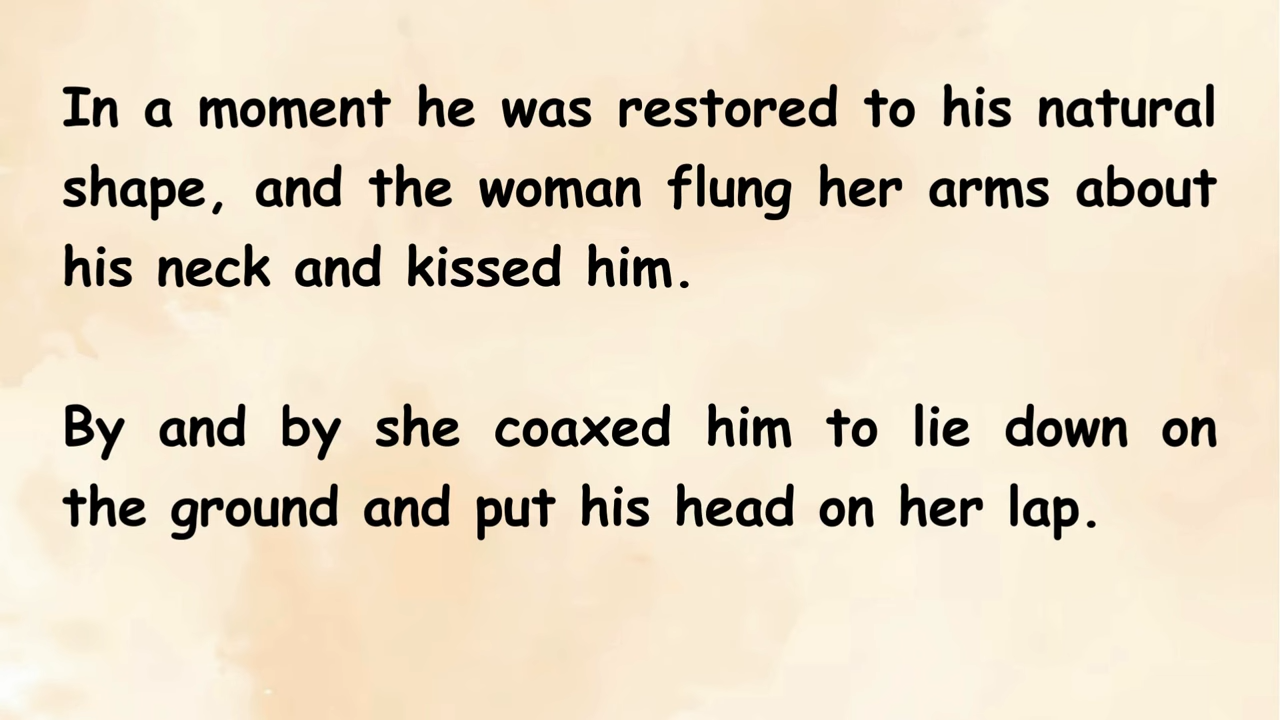 In a moment he was restored to his natural
shape, and the woman flung her arms about
his neck and kissed him.
By and by she coaxed him to lie down on
the ground and put his head on her lap.